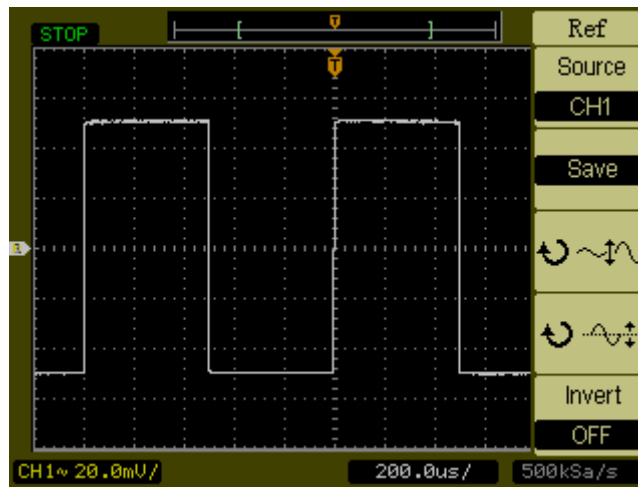 STOP
T
T
Ref
Source
CH1
Save
Invert
OFF
CH1~ 20.0mV/
200.0us/
500kSa/s